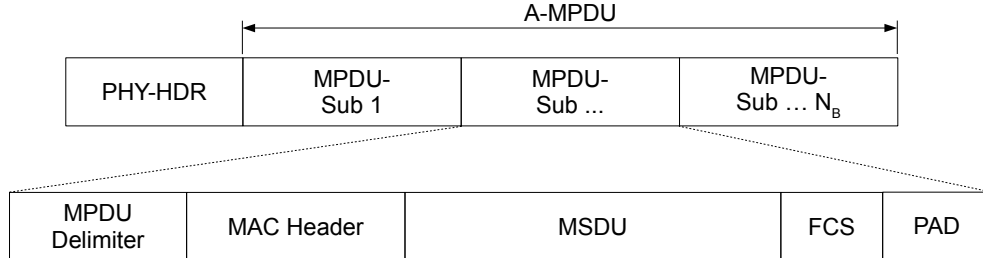 A-MPDU
PHY-HDR
MPDU-
Sub 1
MPDU-
Sub ...
MPDU-
Sub … N_B
MPDU
Delimiter
MAC Header
MSDU
FCS
PAD